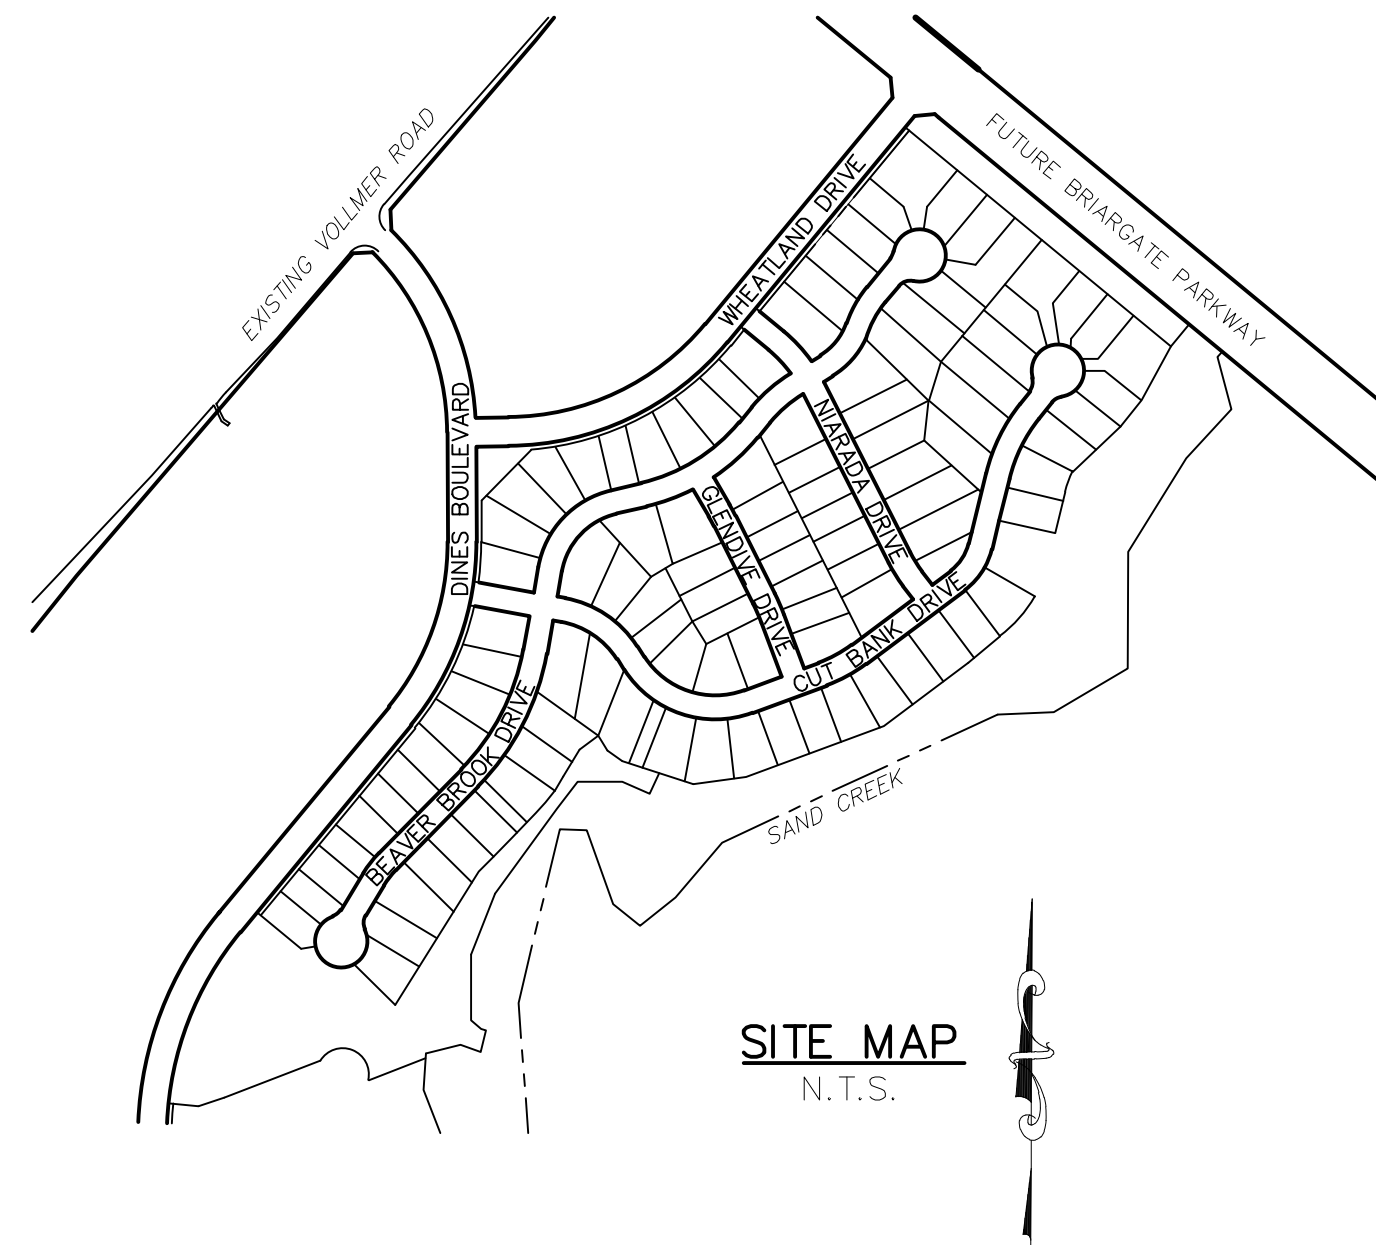 EXISTING VOLLMER ROAD
FUTURE BRIARGATE PARKWAY
WHEATLAND DRIVE
DINES BOULEVARD
NIARADA DRIVE
GLENDIVE DRIVE
CUT BANK DRIVE
BEAVER BROOK DRIVE
SAND CREEK
SITE MAP
N.T.S.